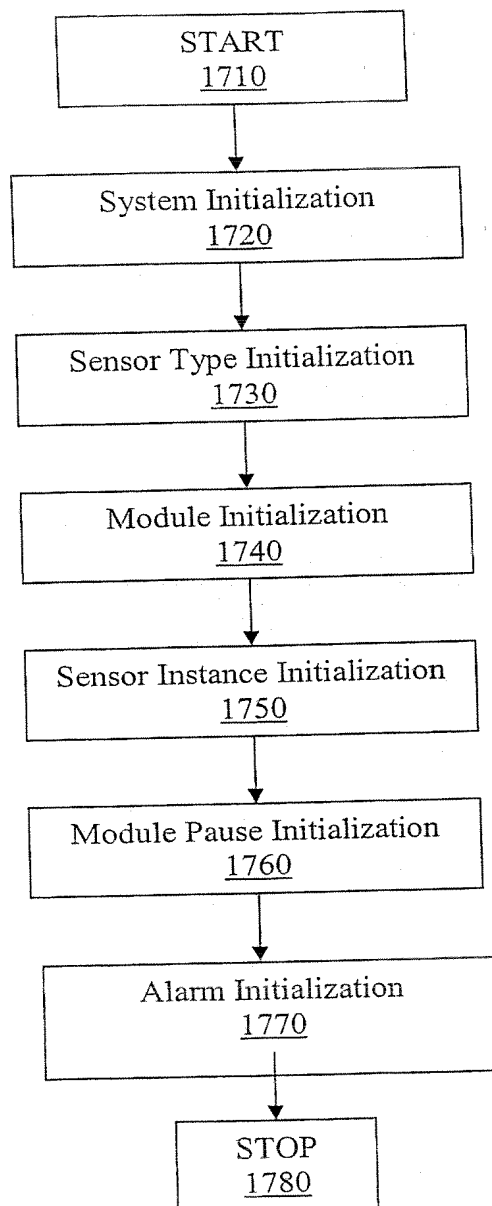 START
1710
System Initialization
1720
Sensor Type Initialization
1730
Module Initialization
1740
Sensor Instance Initialization
1750
Module Pause Initialization
1760
Alarm Initialization
1770
STOP
1780